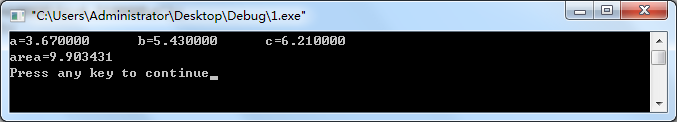 "C:\Users\Administrator\Desktop\Debug\1.exe"
a=3.670000      b=5.430000      c=6.210000
area=9.903431
Press any key to continue_